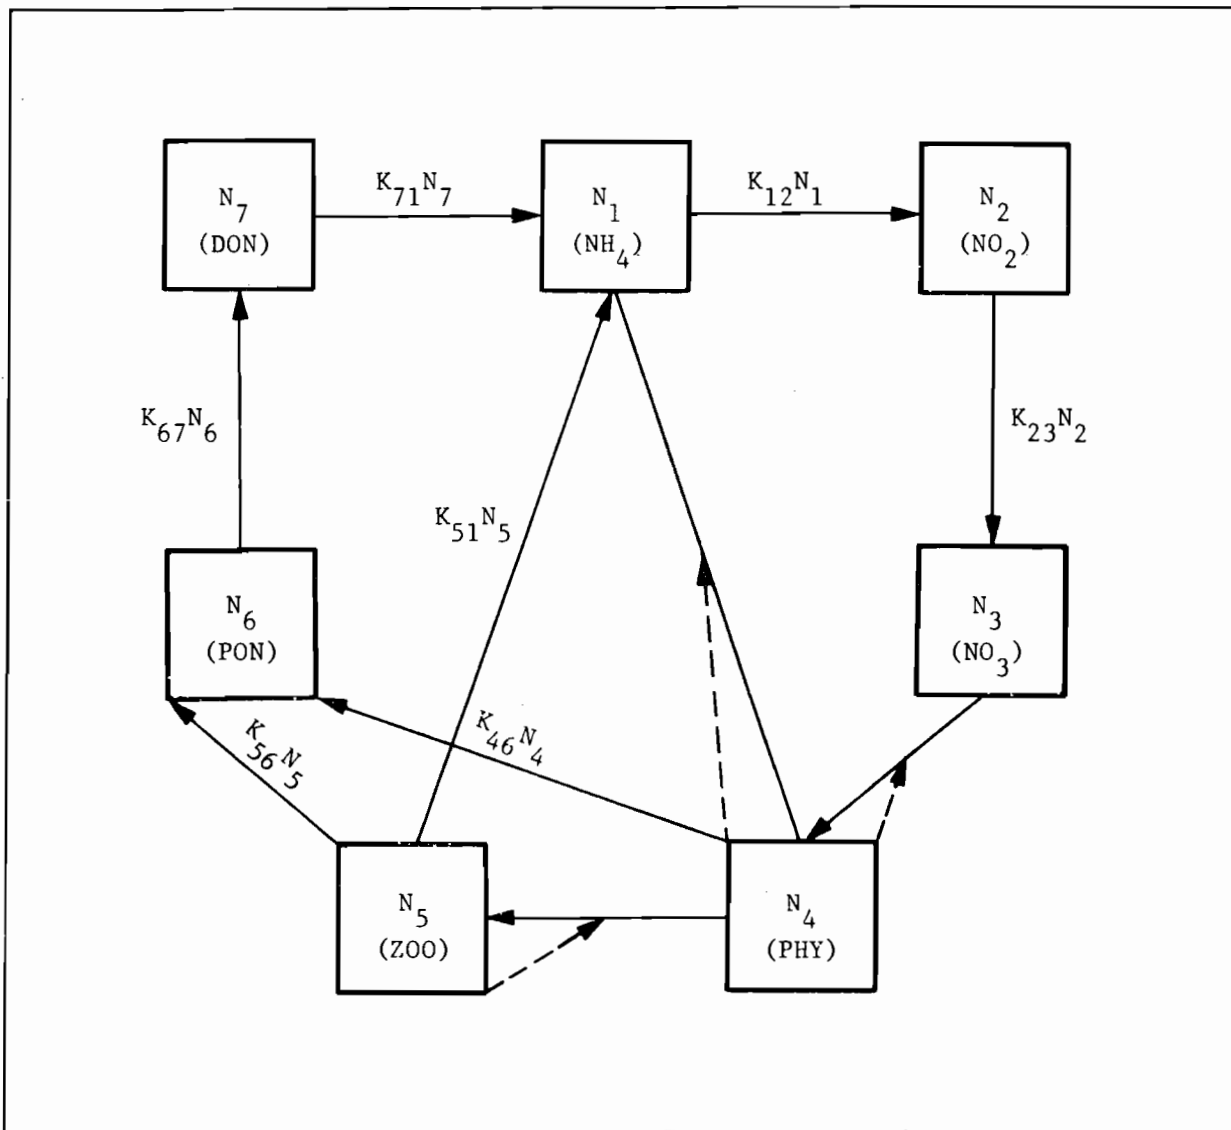 K₇₁N₇
K₁₂N₁
N₇
(DON)
N₁
(NH₄)
N₂
(NO₂)
K₆₇N₆
K₂₃N₂
K₅₁N₅
N₆
(PON)
N₃
(NO₃)
K₅₆N₅
K₄₆N₄
N₅
(ZOO)
N₄
(PHY)